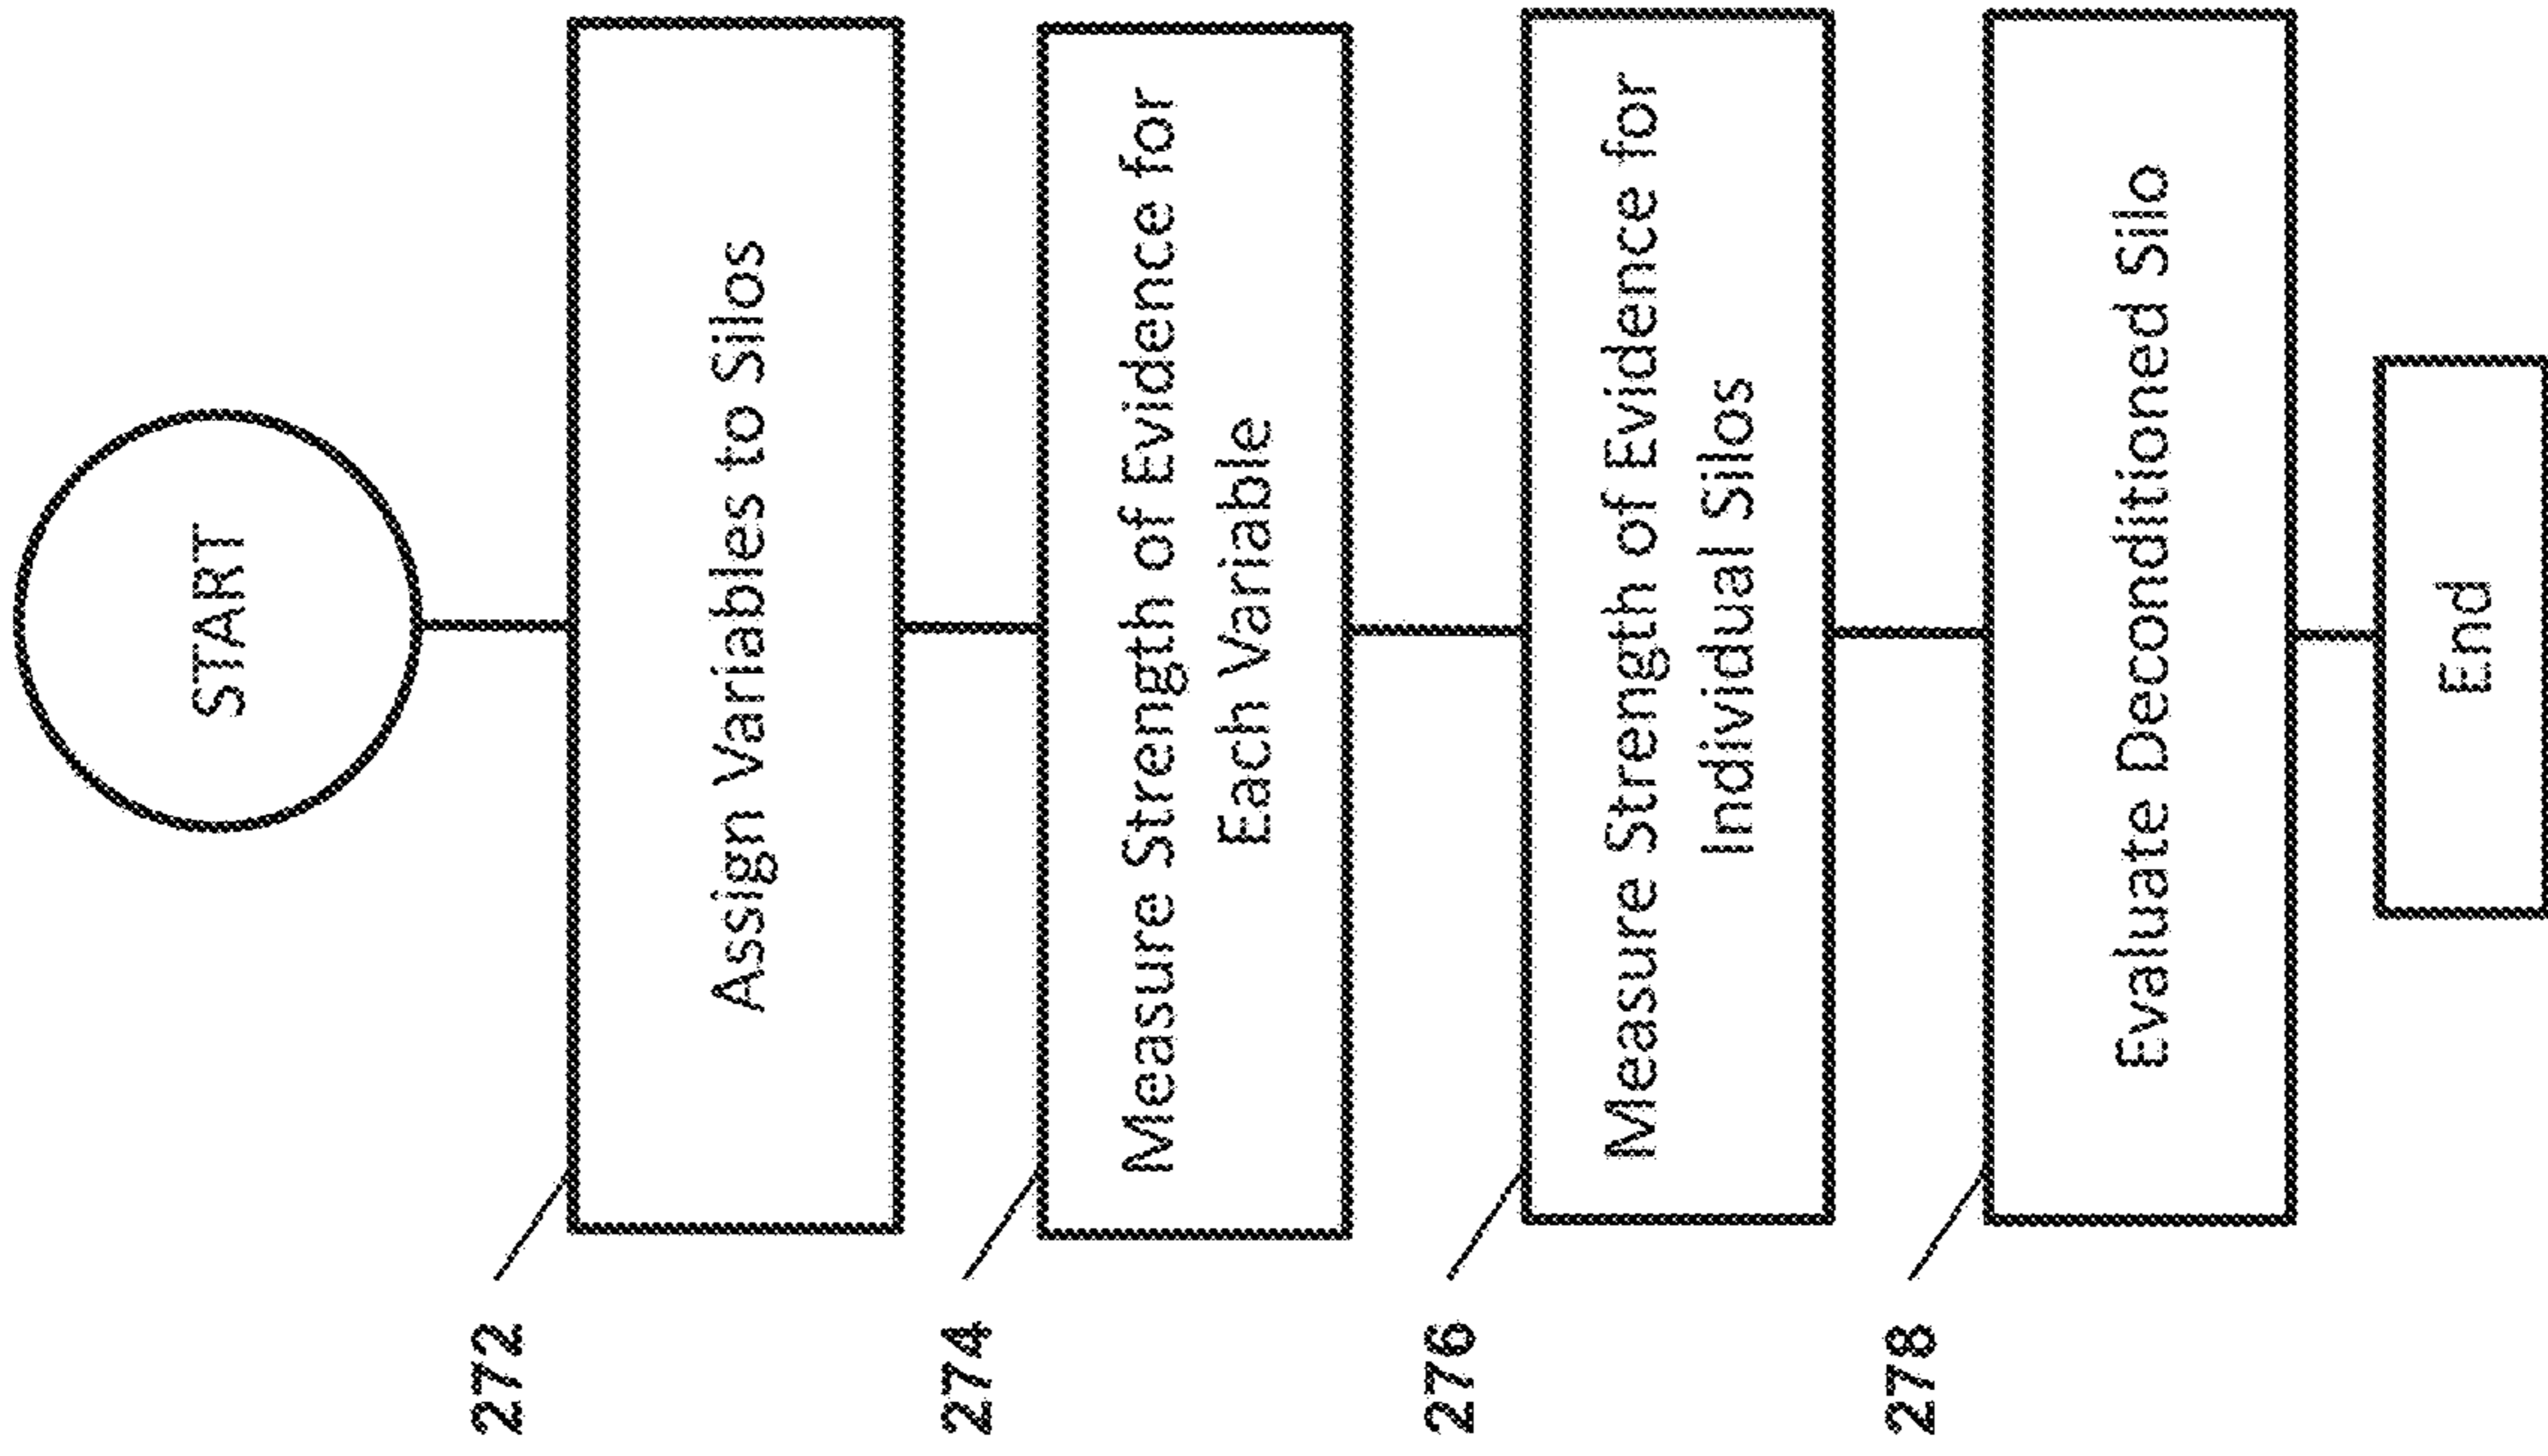 START
272
Assign Variables to Silos
274
Measure Strength of Evidence for
Each Variable
276
Measure Strength of Evidence for
Individual Silos
278
Evaluate Deconditioned Silo
End